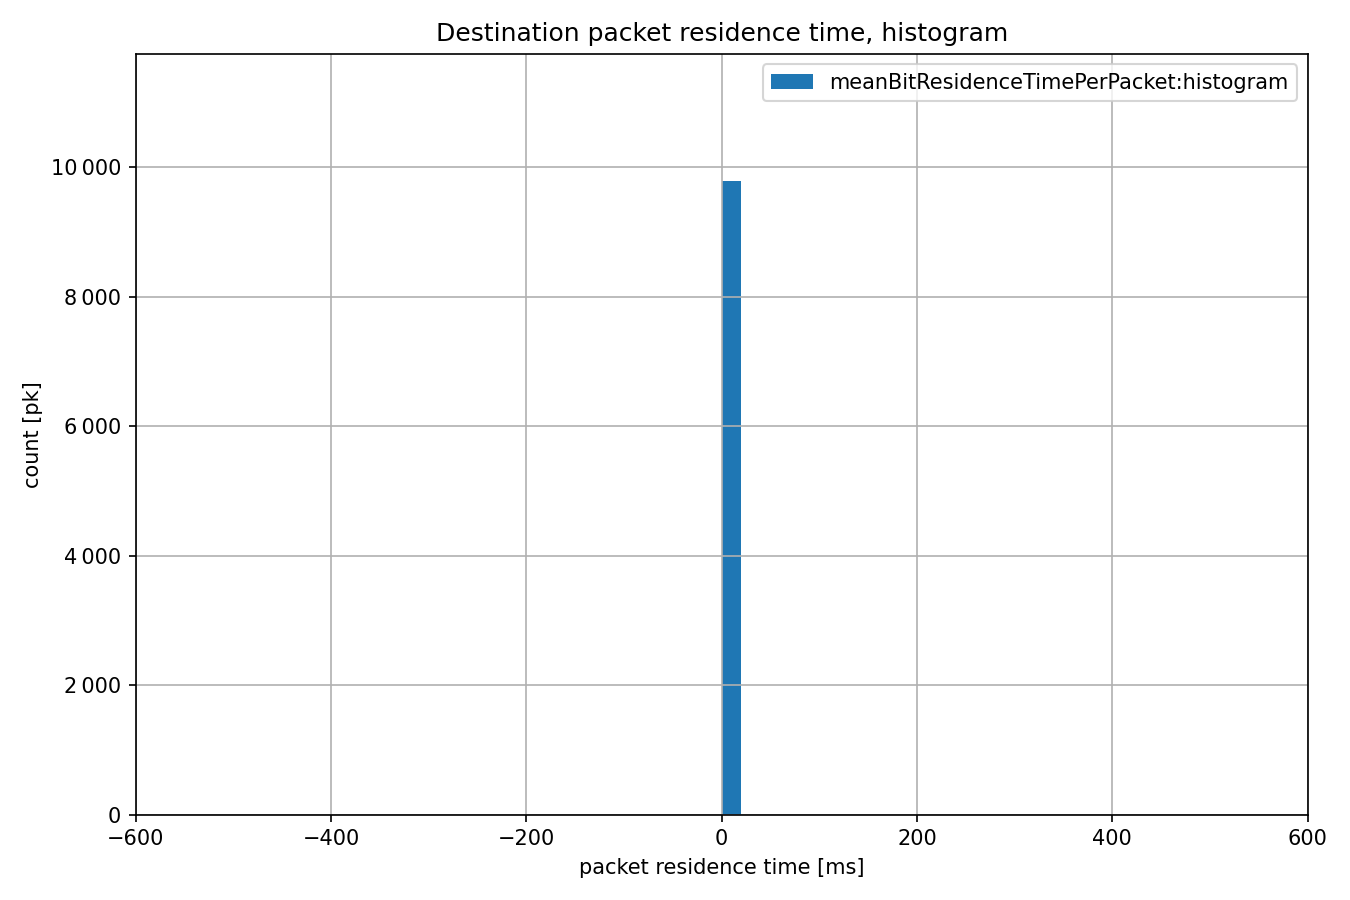 Destination packet residence time, histogram
meanBitResidenceTimePerPacket:histogram
10 000
8 000
6 000
4 000
2 000
0
count [pk]
−600 −400 −200 0 200 400 600
packet residence time [ms]